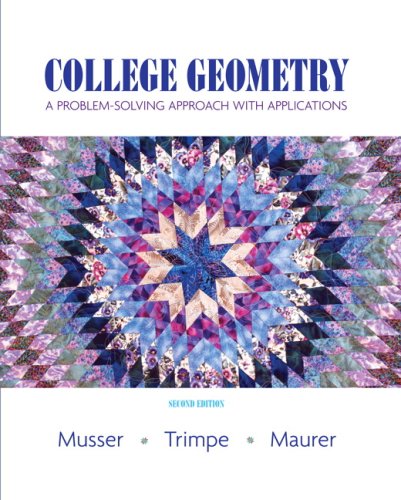 COLLEGE GEOMETRY
A PROBLEM-SOLVING APPROACH WITH APPLICATIONS
SECOND EDITION
Musser * Trimpe * Maurer